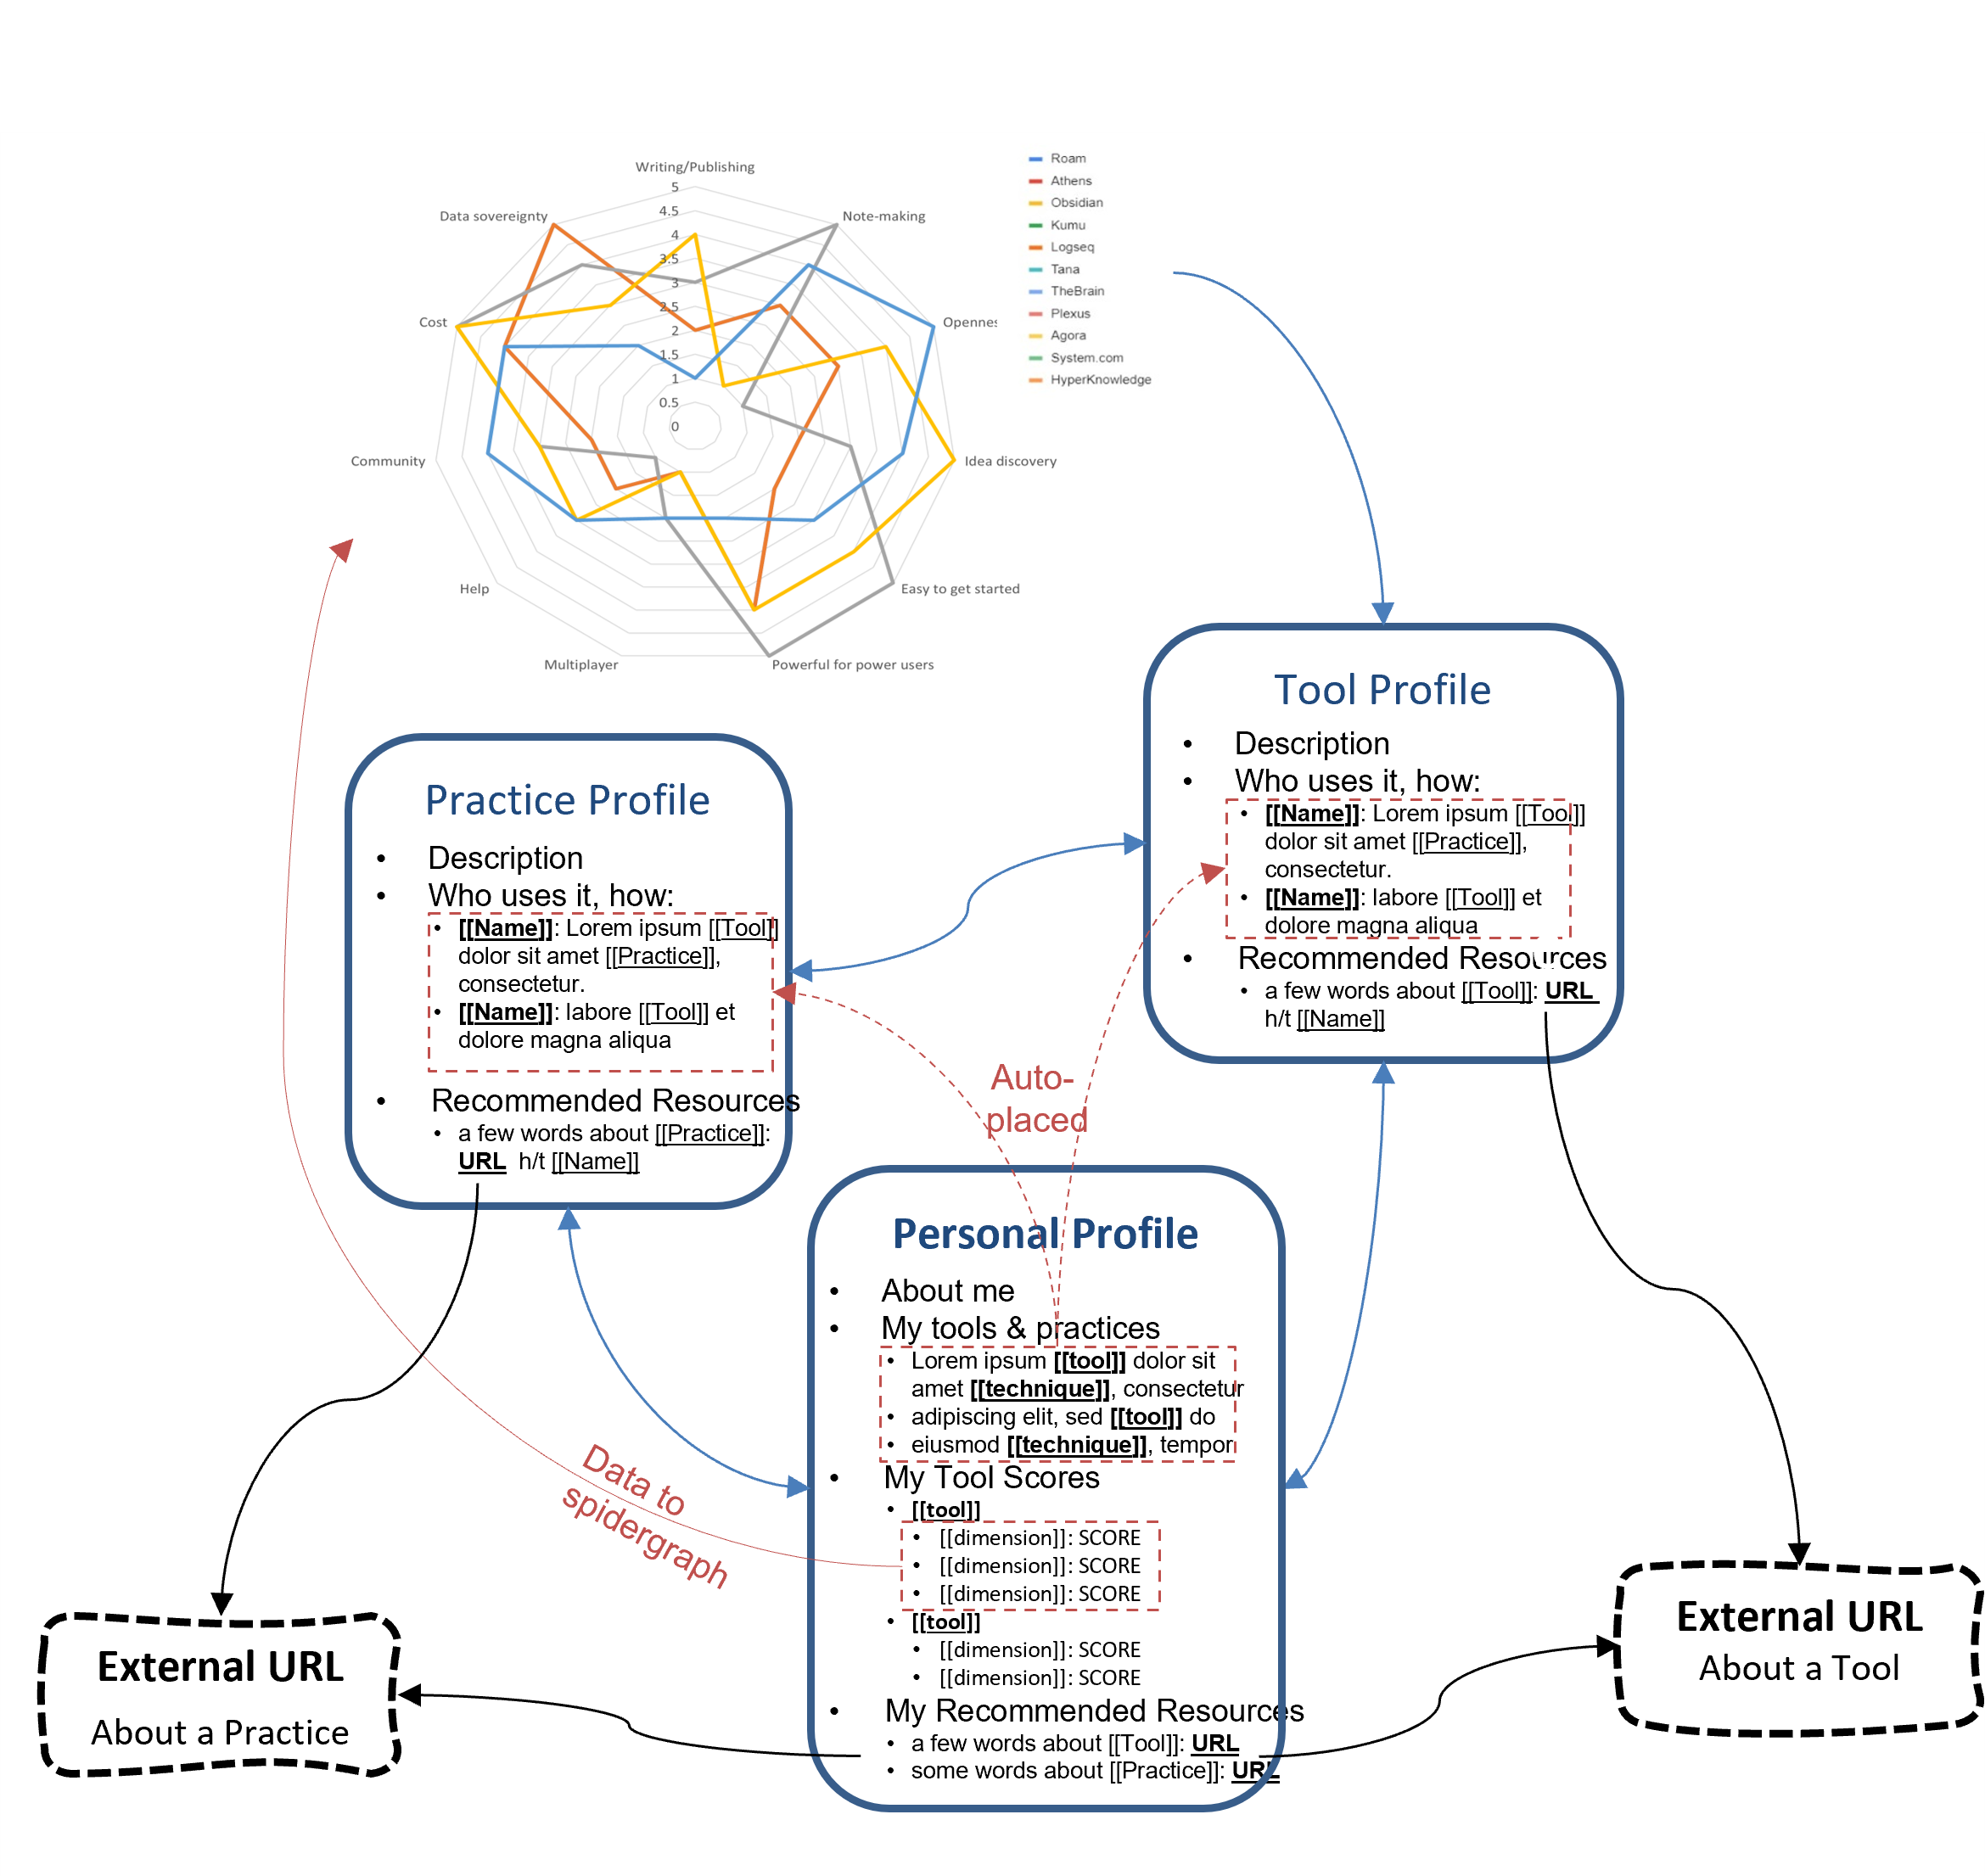 Writing/Publishing
5
4.5
4
3.5
3
2.5
2
1.5
1
0.5
0
Note-making
Opennes
Idea discovery
Easy to get started
Powerful for power users
Multiplayer
Help
Community
Cost
Data sovereignty
Roam
Athens
Obsidian
Kumu
Logseq
Tana
TheBrain
Plexus
Agora
System.com
HyperKnowledge
Tool Profile
• Description
• Who uses it, how:
• [[Name]]: Lorem ipsum [[Tool]]
dolor sit amet [[Practice]],
consectetur.
• [[Name]]: labore [[Tool]] et
dolore magna aliqua
• Recommended Resources
• a few words about [[Tool]]: URL
h/t [[Name]]
Practice Profile
• Description
• Who uses it, how:
• [[Name]]: Lorem ipsum [[Tool]]
dolor sit amet [[Practice]],
consectetur.
• [[Name]]: labore [[Tool]] et
dolore magna aliqua
• Recommended Resources
• a few words about [[Practice]]:
URL h/t [[Name]]
Auto-
placed
Personal Profile
• About me
• My tools & practices
• Lorem ipsum [[tool]] dolor sit
amet [[technique]], consectetur
• adipiscing elit, sed [[tool]] do
• eiusmod [[technique]], tempor
• My Tool Scores
• [[tool]]
• [[dimension]]: SCORE
• [[dimension]]: SCORE
• [[dimension]]: SCORE
• [[tool]]
• [[dimension]]: SCORE
• [[dimension]]: SCORE
• My Recommended Resources
• a few words about [[Tool]]: URL
• some words about [[Practice]]: URL
Data to
spidergraph
External URL
About a Practice
External URL
About a Tool